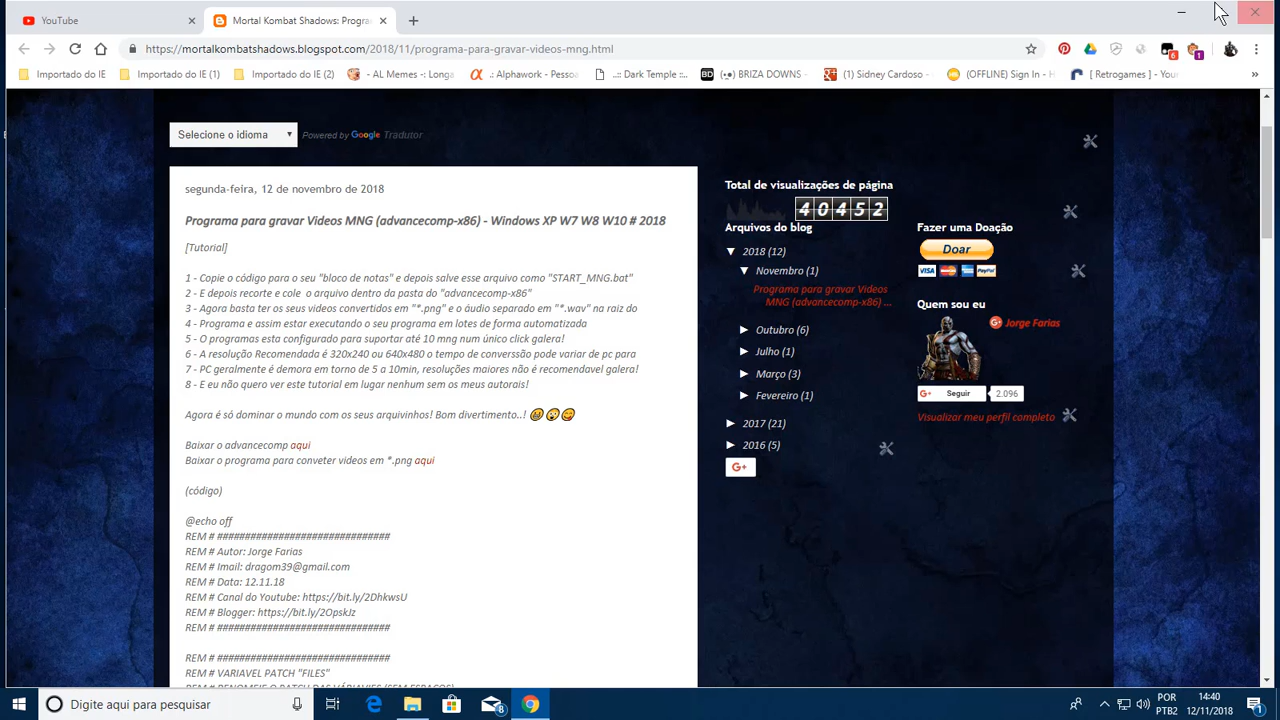 YouTube
Mortal Kombat Shadows: Progra
https://mortalkombatshadows.blogspot.com/2018/11/programa-para-gravar-videos-mng.html
Importado do IE
Importado do IE (1)
Importado do IE (2)
- AL Memes -: Longa
Alphawork - Pessoa
..:: Dark Temple ::..
(•ᴗ•) BRIZA DOWNS -
(1) Sidney Cardoso -
(OFFLINE) Sign In - H
[ Retrogames ] - You
»
Selecione o idioma
Powered by Google Tradutor
segunda-feira, 12 de novembro de 2018
Programa para gravar Videos MNG (advancecomp-x86) - Windows XP W7 W8 W10 # 2018
[Tutorial]
1 - Copie o código para o seu "bloco de notas" e depois salve esse arquivo como "START_MNG.bat"
2 - E depois recorte e cole o arquivo dentro da pasta do "advancecomp-x86"
3 - Agora basta ter os seus videos convertidos em "*.png" e o áudio separado em "*.wav" na raiz do
4 - Programa e assim estar executando o seu programa em lotes de forma automatizada
5 - O programas esta configurado para suportar até 10 mng num único click galera!
6 - A resolução Recomendada é 320x240 ou 640x480 o tempo de converssão pode variar de pc para
7 - PC geralmente é demora em torno de 5 a 10min, resoluções maiores não é recomendavel galera!
8 - E eu não quero ver este tutorial em lugar nenhum sem os meus autorais!
Agora é só dominar o mundo com os seus arquivinhos! Bom divertimento..!
Baixar o advancecomp aqui
Baixar o programa para conveter videos em *.png aqui
(código)
@echo off
REM # #############################
REM # Autor: Jorge Farias
REM # Imail: dragom39@gmail.com
REM # Data: 12.11.18
REM # Canal do Youtube: https://bit.ly/2DhkwsU
REM # Blogger: https://bit.ly/2OpskJz
REM # #############################
REM # #############################
REM # VARIAVEL PATCH "FILES"
Total de visualizações de página
40452
Arquivos do blog
▼ 2018 (12)
▼ Novembro (1)
Programa para gravar Videos
MNG (advancecomp-x86) ...
► Outubro (6)
► Julho (1)
► Março (3)
► Fevereiro (1)
► 2017 (21)
► 2016 (5)
G+
Fazer uma Doação
Doar
VISA
PayPal
Quem sou eu
Jorge Farias
G+ Seguir 2.096
Visualizar meu perfil completo
Digite aqui para pesquisar
8
POR
PTB2
14:40
12/11/2018
1